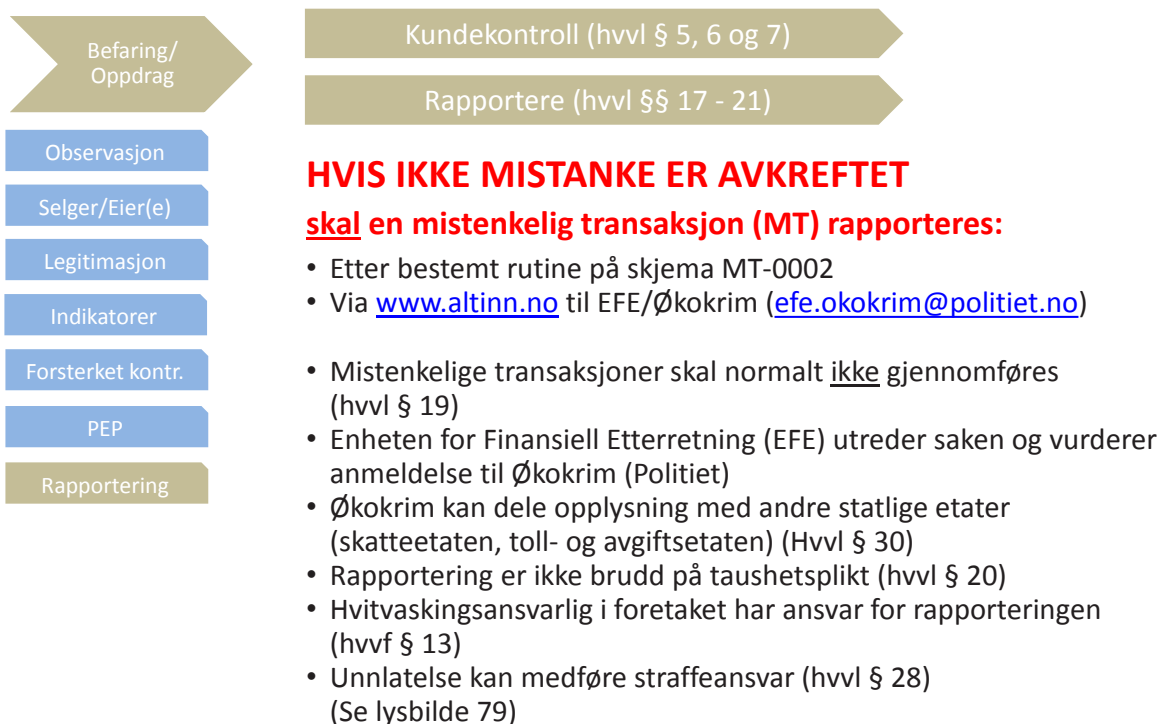 Befaring/
Oppdrag
Kundekontroll (hvvl § 5, 6 og 7)
Rapportere (hvvl §§ 17 - 21)
Observasjon
Selger/Eier(e)
Legitimasjon
Indikatorer
Forsterket kontr.
PEP
Rapportering
HVIS IKKE MISTANKE ER AVKREFTET
skal en mistenkelig transaksjon (MT) rapporteres:
• Etter bestemt rutine på skjema MT-0002
• Via www.altinn.no til EFE/Økokrim (efe.okokrim@politiet.no)
• Mistenkelige transaksjoner skal normalt ikke gjennomføres
(hvvl § 19)
• Enheten for Finansiell Etterretning (EFE) utreder saken og vurderer
anmeldelse til Økokrim (Politiet)
• Økokrim kan dele opplysning med andre statlige etater
(skatteetaten, toll- og avgiftsetaten) (Hvvl § 30)
• Rapportering er ikke brudd på taushetsplikt (hvvl § 20)
• Hvitvaskingsansvarlig i foretaket har ansvar for rapporteringen
(hvvf § 13)
• Unnlatelse kan medføre straffeansvar (hvvl § 28)
(Se lysbilde 79)